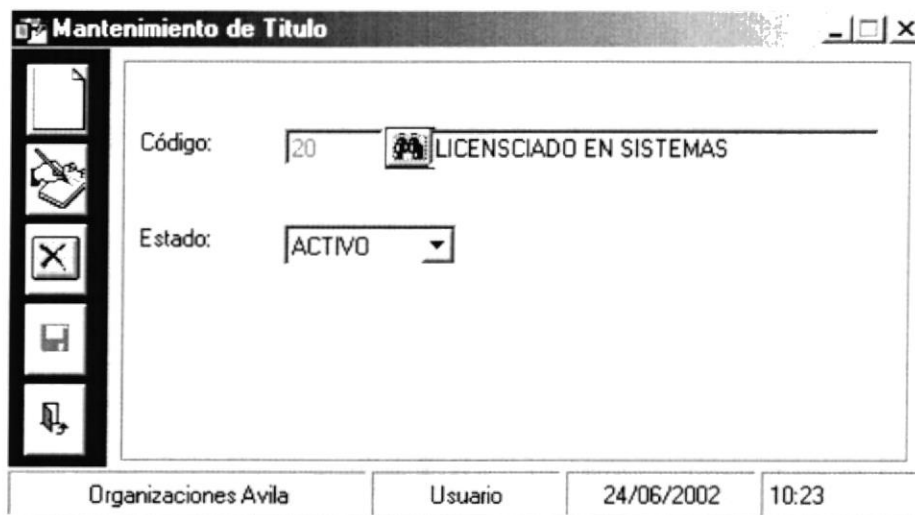 Mantenimiento de Titulo
Código: 20 LICENSCIADO EN SISTEMAS
Estado: ACTIVO
Organizaciones Avila Usuario 24/06/2002 10:23